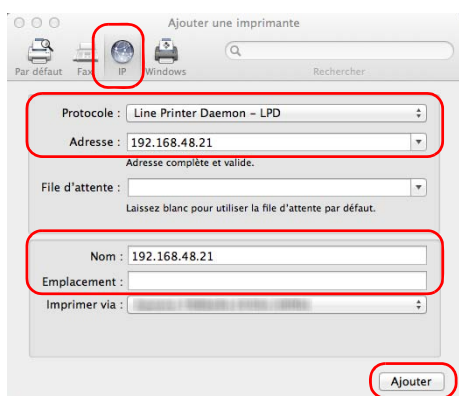 Ajouter une imprimante
Par défaut Fax IP Windows Rechercher
Protocole : Line Printer Daemon – LPD
Adresse : 192.168.48.21
Adresse complète et valide.
File d'attente :
Laissez blanc pour utiliser la file d'attente par défaut.
Nom : 192.168.48.21
Emplacement :
Imprimer via :
Ajouter